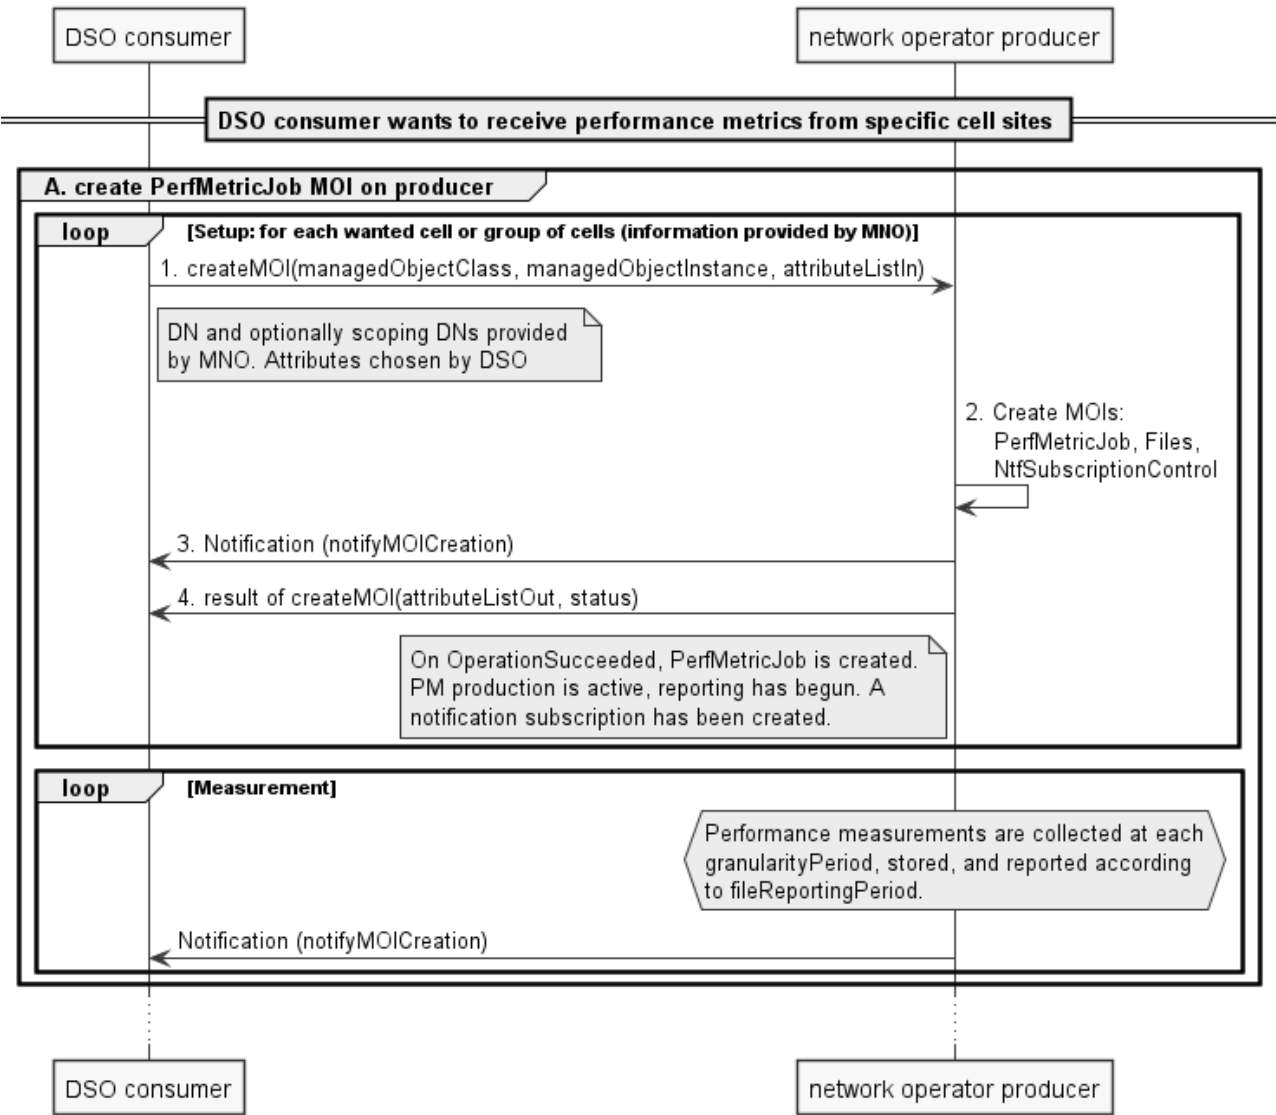 DSO consumer
network operator producer
DSO consumer wants to receive performance metrics from specific cell sites
A. create PerfMetricJob MOI on producer
loop
[Setup: for each wanted cell or group of cells (information provided by MNO)]
1. createMOI(managedObjectClass, managedObjectInstance, attributeListIn)
DN and optionally scoping DNs provided
by MNO. Attributes chosen by DSO
2. Create MOIs:
PerfMetricJob, Files,
NtfSubscriptionControl
3. Notification (notifyMOICreation)
4. result of createMOI(attributeListOut, status)
On OperationSucceeded, PerfMetricJob is created.
PM production is active, reporting has begun. A
notification subscription has been created.
loop
[Measurement]
Performance measurements are collected at each
granularityPeriod, stored, and reported according
to fileReportingPeriod.
Notification (notifyMOICreation)
DSO consumer
network operator producer